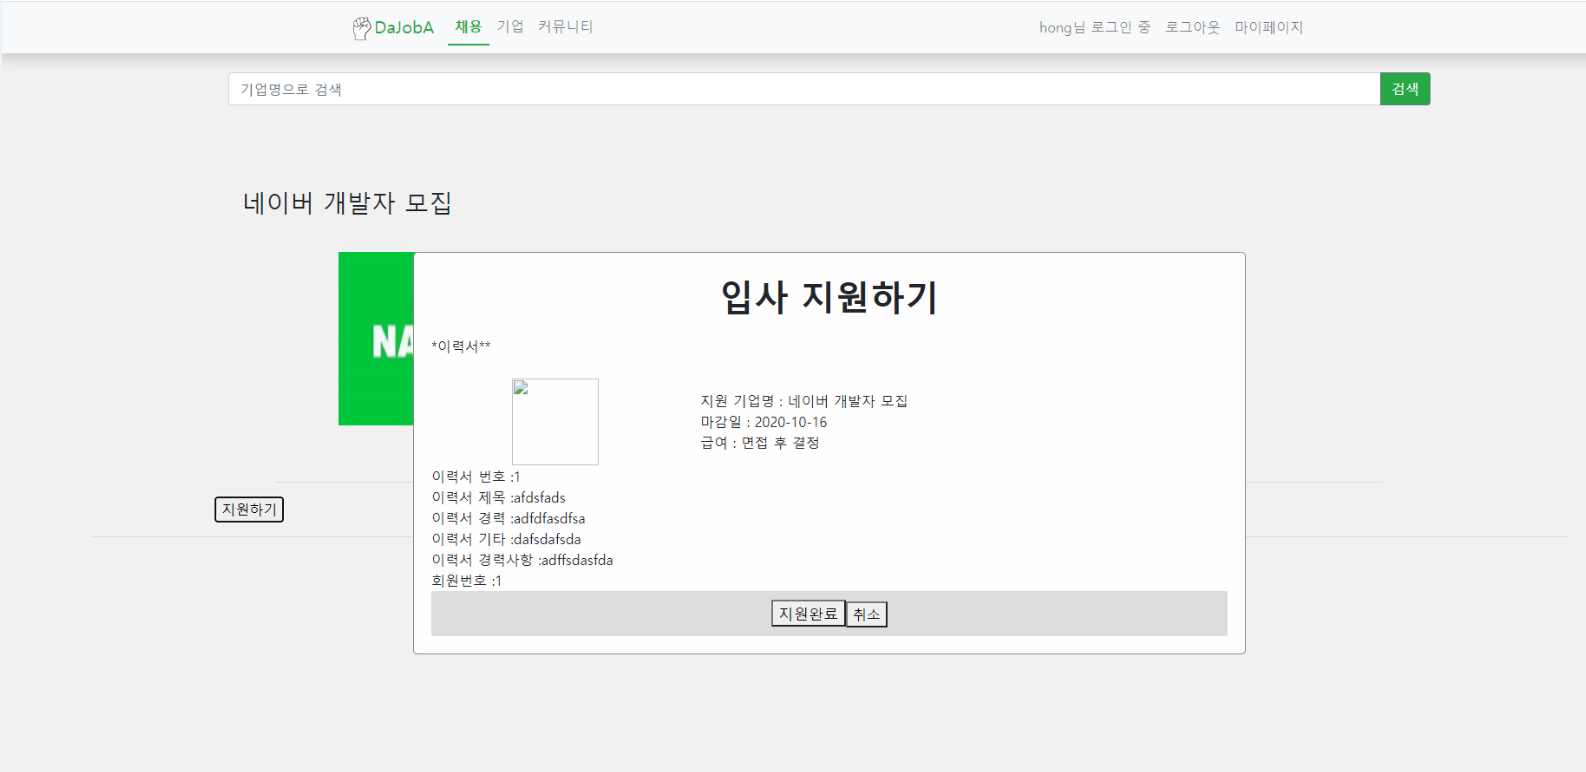 DaJobA 채용 기업 커뮤니티 hong님 로그인 중 로그아웃 마이페이지
기업명으로 검색 검색
네이버 개발자 모집
NA
입사 지원하기
*이력서**
지원 기업명 : 네이버 개발자 모집
마감일 : 2020-10-16
급여 : 면접 후 결정
이력서 번호 :1
이력서 제목 :afdsfads
지원하기
이력서 경력 :adfdfasdfsa
이력서 기타 :dafsdafsda
이력서 경력사항 :adffsdasfda
회원번호 :1
지원완료 취소